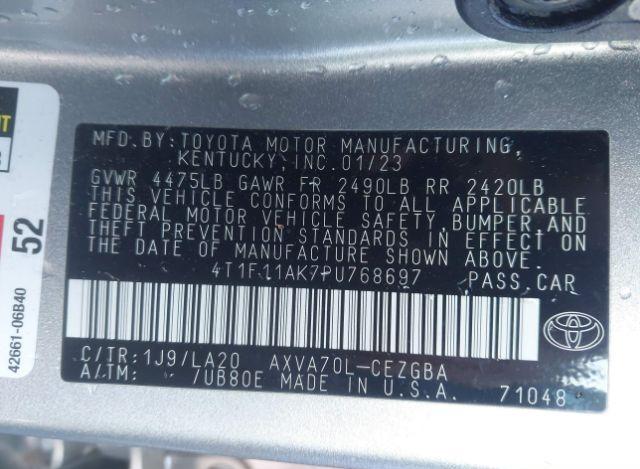 MFD. BY: TOYOTA MOTOR MANUFACTURING,
KENTUCKY, INC. 01/23
GVWR 4475LB GAWR FR 2490LB RR 2420LB
THIS VEHICLE CONFORMS TO ALL APPLICABLE
FEDERAL MOTOR VEHICLE SAFETY, BUMPER, AND
THEFT PREVENTION STANDARDS IN EFFECT ON
THE DATE OF MANUFACTURE SHOWN ABOVE.
4T1F11AK7PU768697 PASS.CAR
C/TR: 1J9/LA20 AXVA70L-CEZGBA
A/TM: /UB80E MADE IN U.S.A. 71048
52
42661-06B40